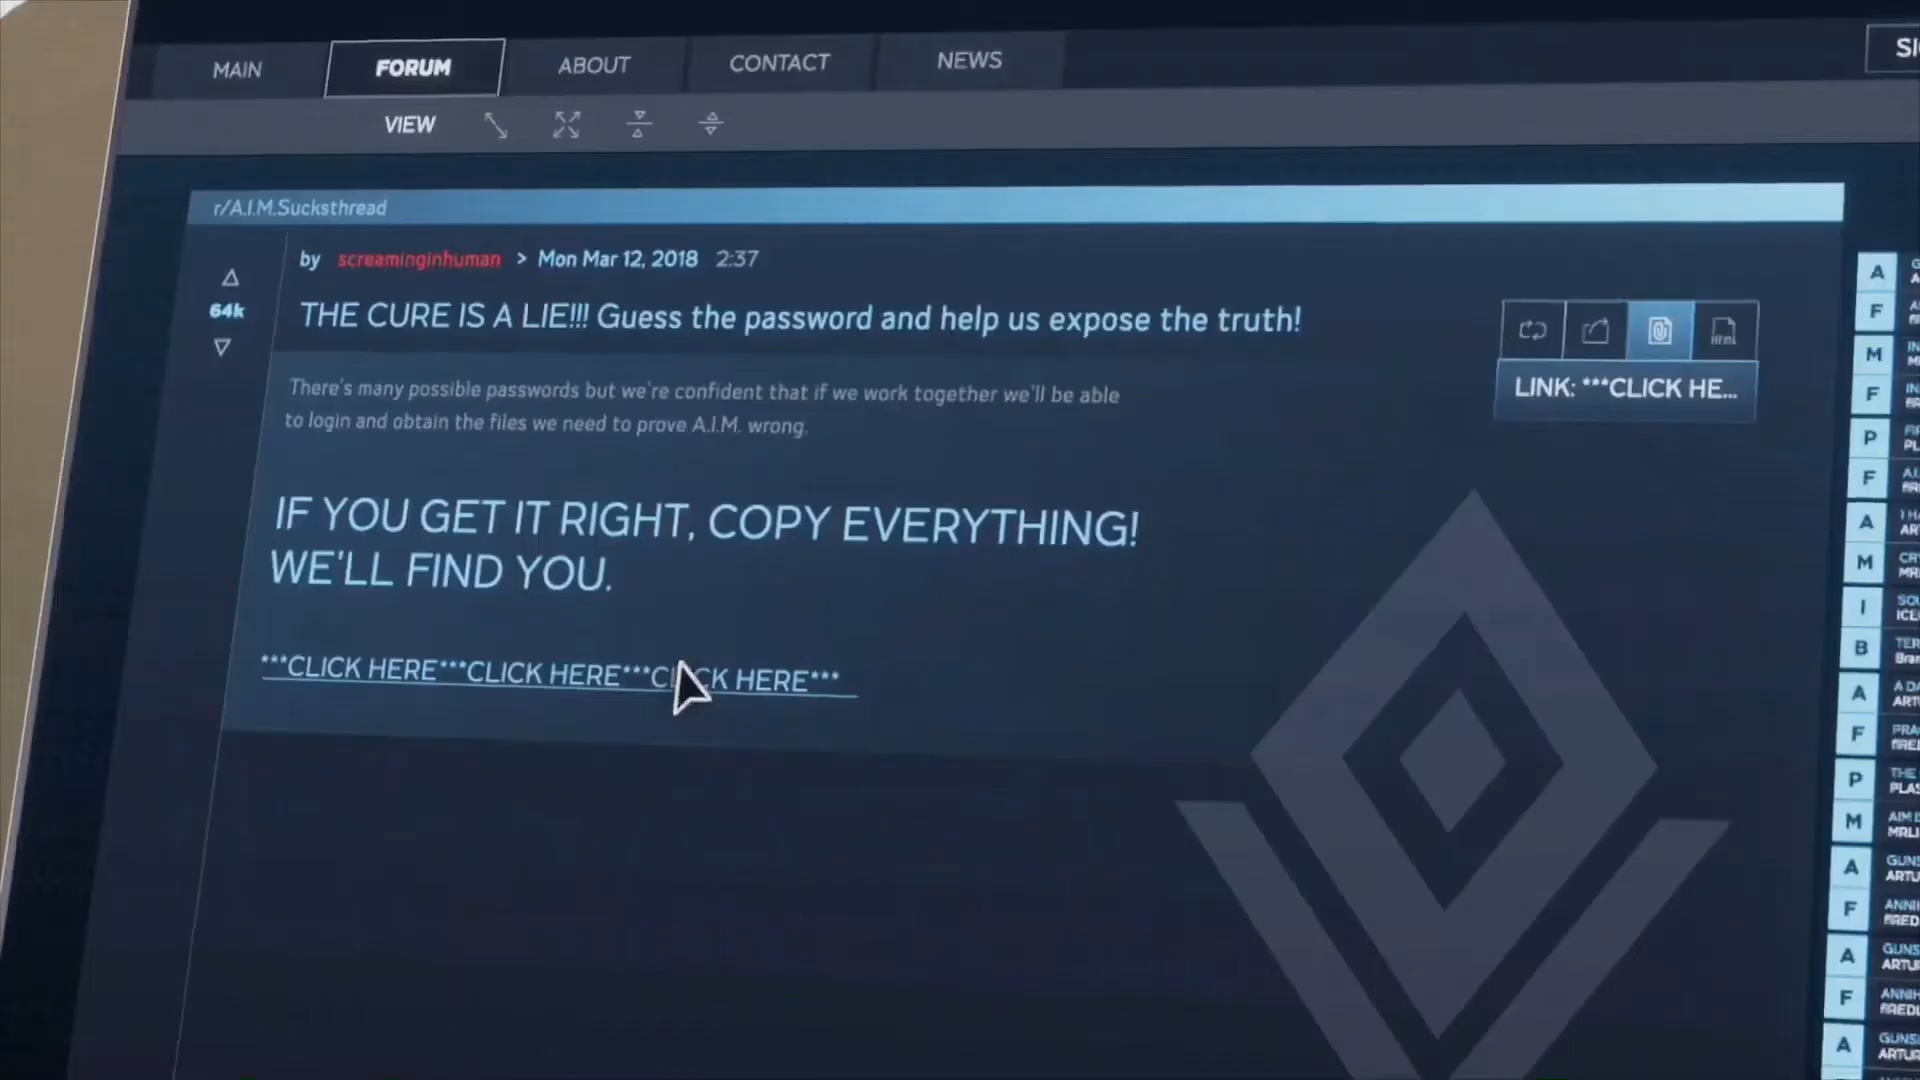 MAIN FORUM ABOUT CONTACT NEWS
VIEW
r/A.I.M.Sucksthread
by screaminginhuman > Mon Mar 12, 2018 2:37
64k
THE CURE IS A LIE!!! Guess the password and help us expose the truth!
HTML
LINK: ***CLICK HE...
There's many possible passwords but we're confident that if we work together we'll be able
to login and obtain the files we need to prove A.I.M. wrong.
IF YOU GET IT RIGHT, COPY EVERYTHING!
WE'LL FIND YOU.
***CLICK HERE***CLICK HERE***CLICK HERE***
A
F
M
F
P
F
A
M
I
B
A
F
P
M
A
F
A
F
A